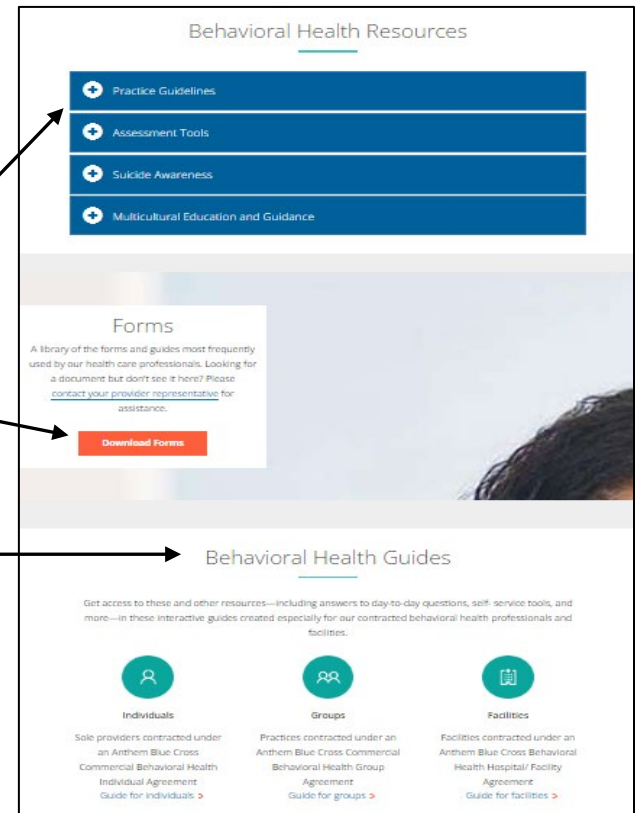 Behavioral Health Resources
Practice Guidelines
Assessment Tools
Suicide Awareness
Multicultural Education and Guidance
Forms
A library of the forms and guides most frequently
used by our health care professionals. Looking for
a document but don't see it here? Please
contact your provider representative for
assistance.
Download Forms
Behavioral Health Guides
Get access to these and other resources—including answers to day-to-day questions, self- service tools, and
more—in these interactive guides created especially for our contracted behavioral health professionals and
facilities.
Individuals
Sole providers contracted under
an Anthem Blue Cross
Commercial Behavioral Health
Individual Agreement
Guide for individuals >
Groups
Practices contracted under an
Anthem Blue Cross Commercial
Behavioral Health Group
Agreement
Guide for groups >
Facilities
Facilities contracted under an
Anthem Blue Cross Behavioral
Health Hospital/ Facility
Agreement
Guide for facilities >